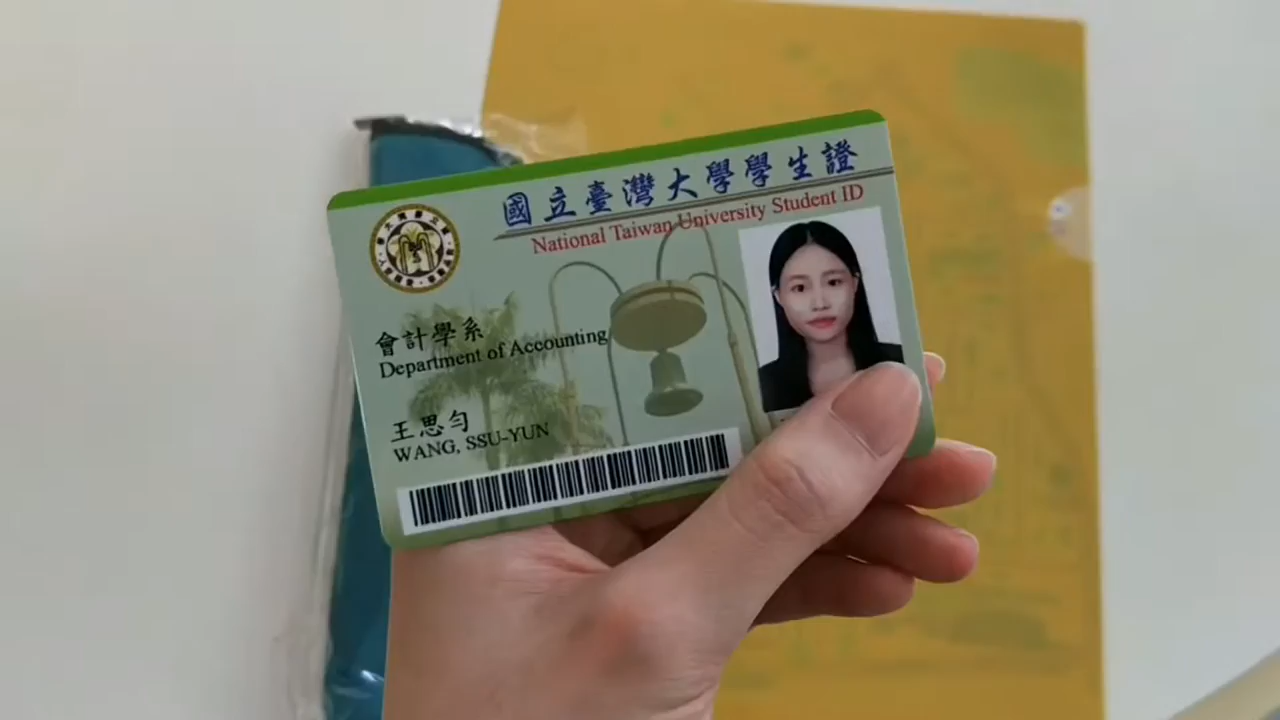 國立臺灣大學學生證
National Taiwan University Student ID
會計學系
Department of Accounting
王思勻
WANG, SSU-YUN